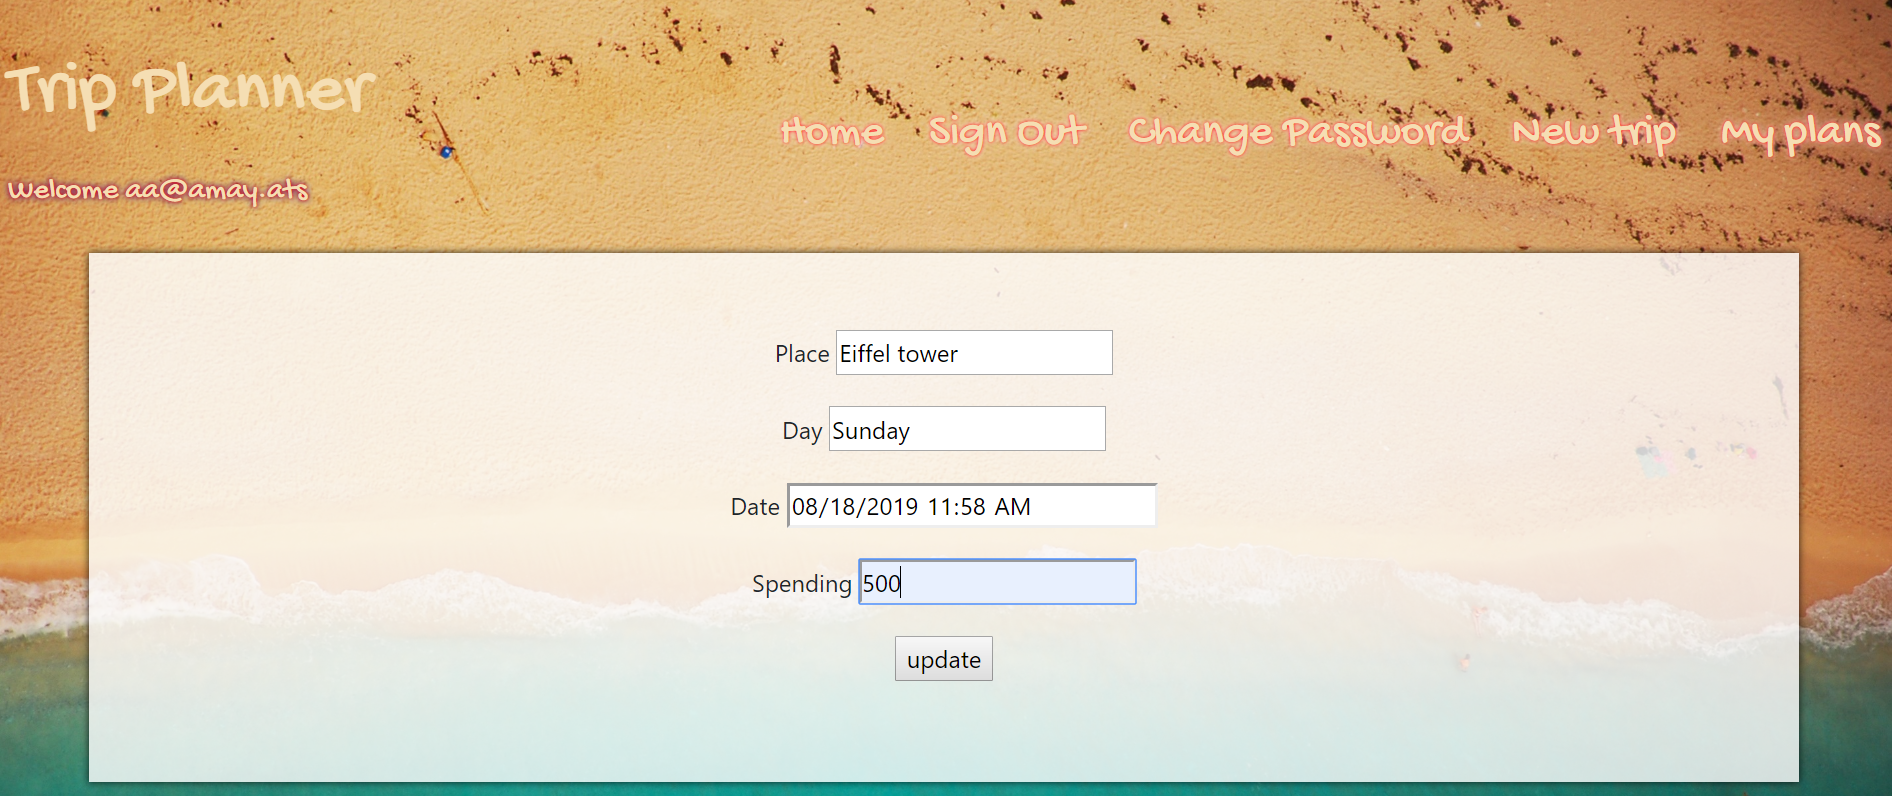 Trip Planner
Home Sign Out Change Password New trip My plans
Welcome aa@amay.ats
Place Eiffel tower
Day Sunday
Date 08/18/2019 11:58 AM
Spending 500
update